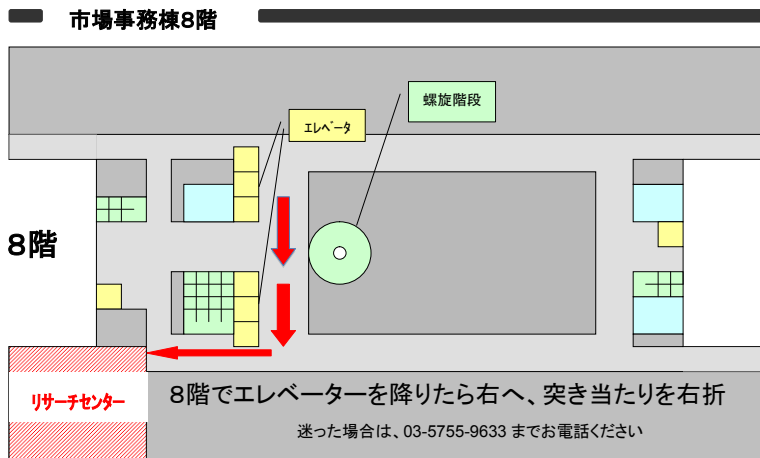 市場事務棟8階
螺旋階段
エレベータ
8階
リサーチセンター
8階でエレベーターを降りたら右へ、突き当たりを右折
迷った場合は、03-5755-9633 までお電話ください